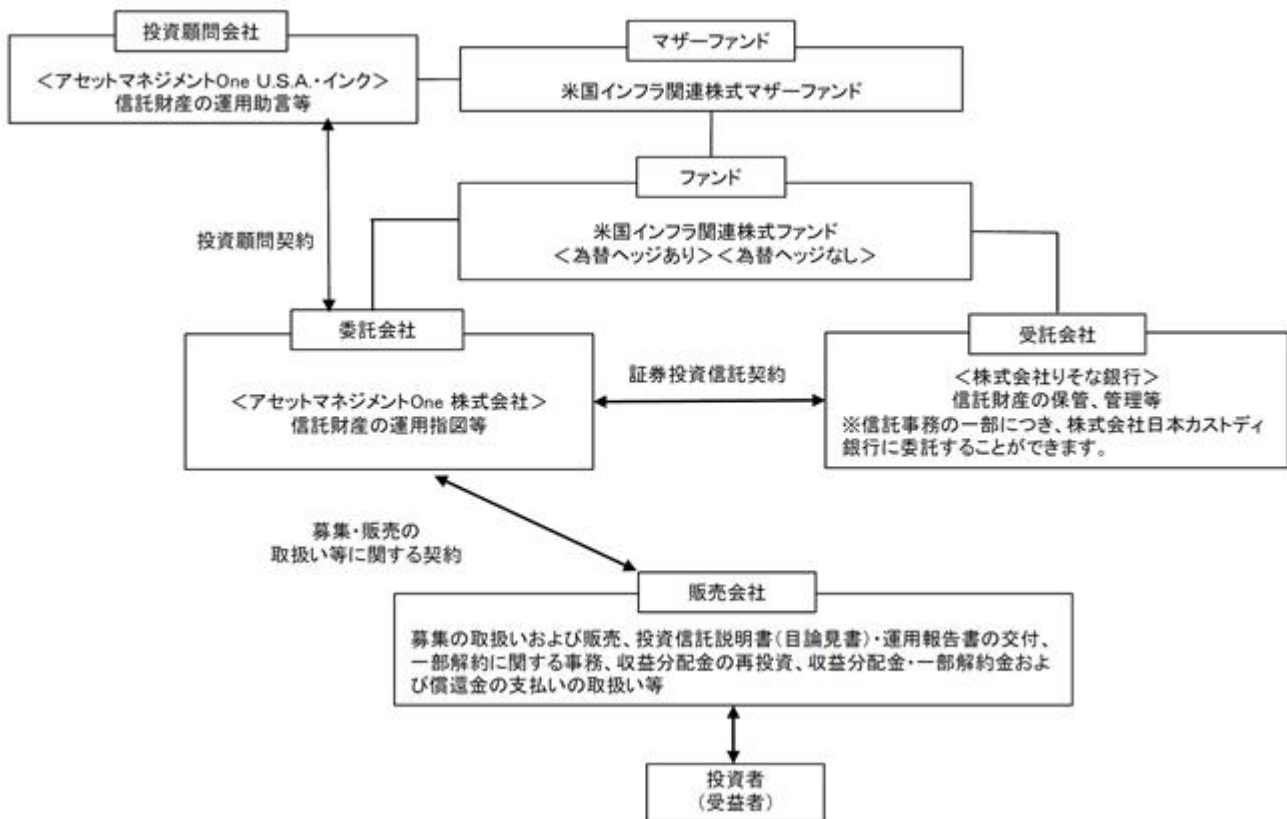 投資顧問会社
<アセットマネジメントOne U.S.A.・インク>
信託財産の運用助言等
マザーファンド
米国インフラ関連株式マザーファンド
ファンド
米国インフラ関連株式ファンド
<為替ヘッジあり><為替ヘッジなし>
投資顧問契約
委託会社
<アセットマネジメントOne 株式会社>
信託財産の運用指図等
証券投資信託契約
受託会社
<株式会社りそな銀行>
信託財産の保管、管理等
※信託事務の一部につき、株式会社日本カストディ
銀行に委託することができます。
募集・販売の
取扱い等に関する契約
販売会社
募集の取扱いおよび販売、投資信託説明書(目論見書)・運用報告書の交付、
一部解約に関する事務、収益分配金の再投資、収益分配金・一部解約金およ
び償還金の支払いの取扱い等
投資者
(受益者)